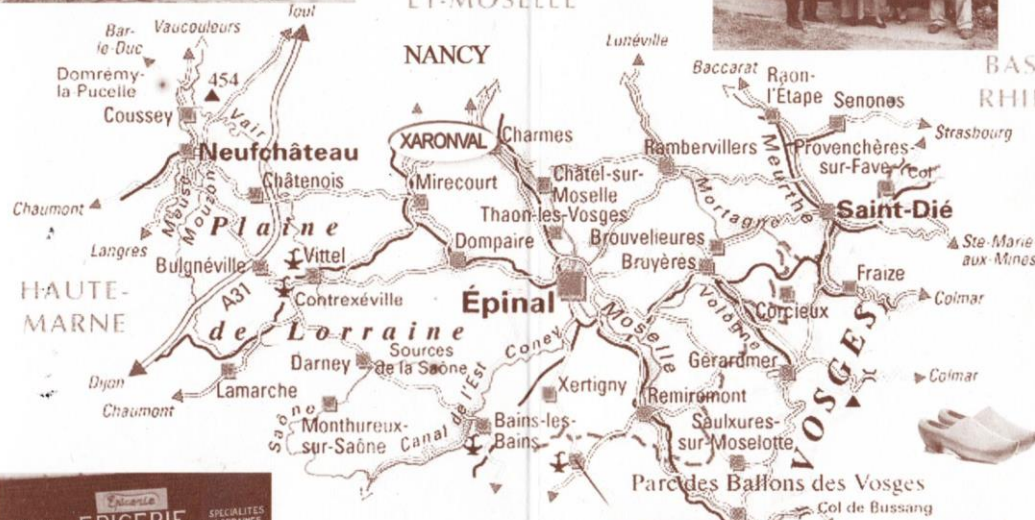 ET-MOSELLE
Toul
Bar-
le-Duc
Vaucouleurs
NANCY
Lunéville
Baccarat
Raon-
l'Étape
BAS
RHI
Domrémy-
la Pucelle
454
Senones
Coussey
Vair
XARONVAL
Charmes
Strasbourg
Neufchâteau
Rambervillers
Meurthe
Provenchères-
sur-Fave
Col
Châtenois
Mirecourt
Châtel-sur-
Moselle
Chaumont
Meuse
Mouzon
Mortagne
Saint-Dié
Plaine
Thaon-les-Vosges
Langres
Dompaire
Brouvelieures
Ste-Marie
aux-Mines
Bulgnéville
Vittel
Bruyères
Fraize
HAUTE-
MARNE
A31
Contrexéville
Épinal
Moselle
Vologne
Corcieux
Colmar
de Lorraine
Coney
VOSGES
Darney
Sources
de la Saône
Gérardmer
Dijon
Colmar
Lamarche
Xertigny
Remiremont
Chaumont
Saône
Monthureux-
sur-Saône
Canal de l'Est
Bains-les-
Bains
Saulxures-
sur-Moselotte
Parc des Ballons des Vosges
Col de Bussang
Epicerie
EPICERIE
SPECIALITES